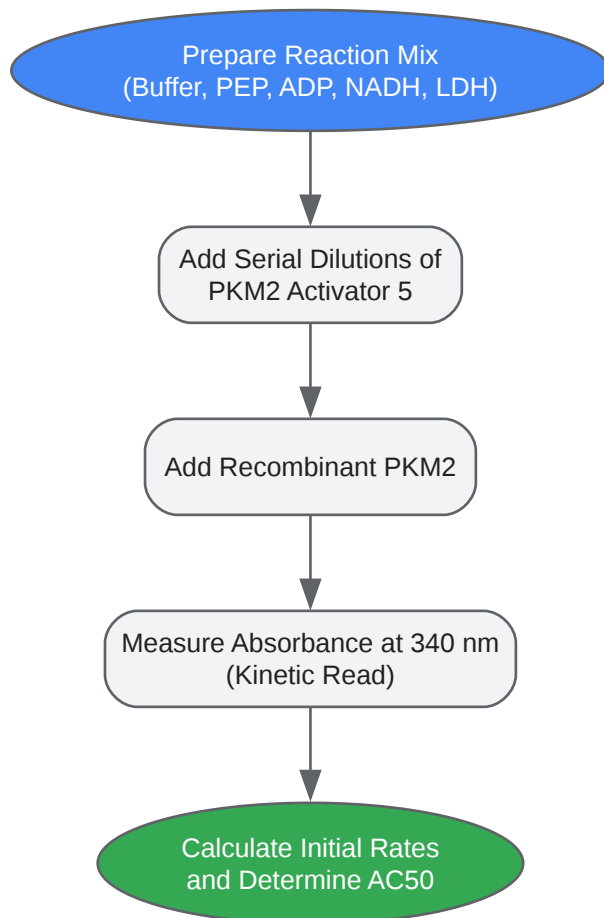 Prepare Reaction Mix
(Buffer, PEP, ADP, NADH, LDH)
Add Serial Dilutions of
PKM2 Activator 5
Add Recombinant PKM2
Measure Absorbance at 340 nm
(Kinetic Read)
Calculate Initial Rates
and Determine AC50